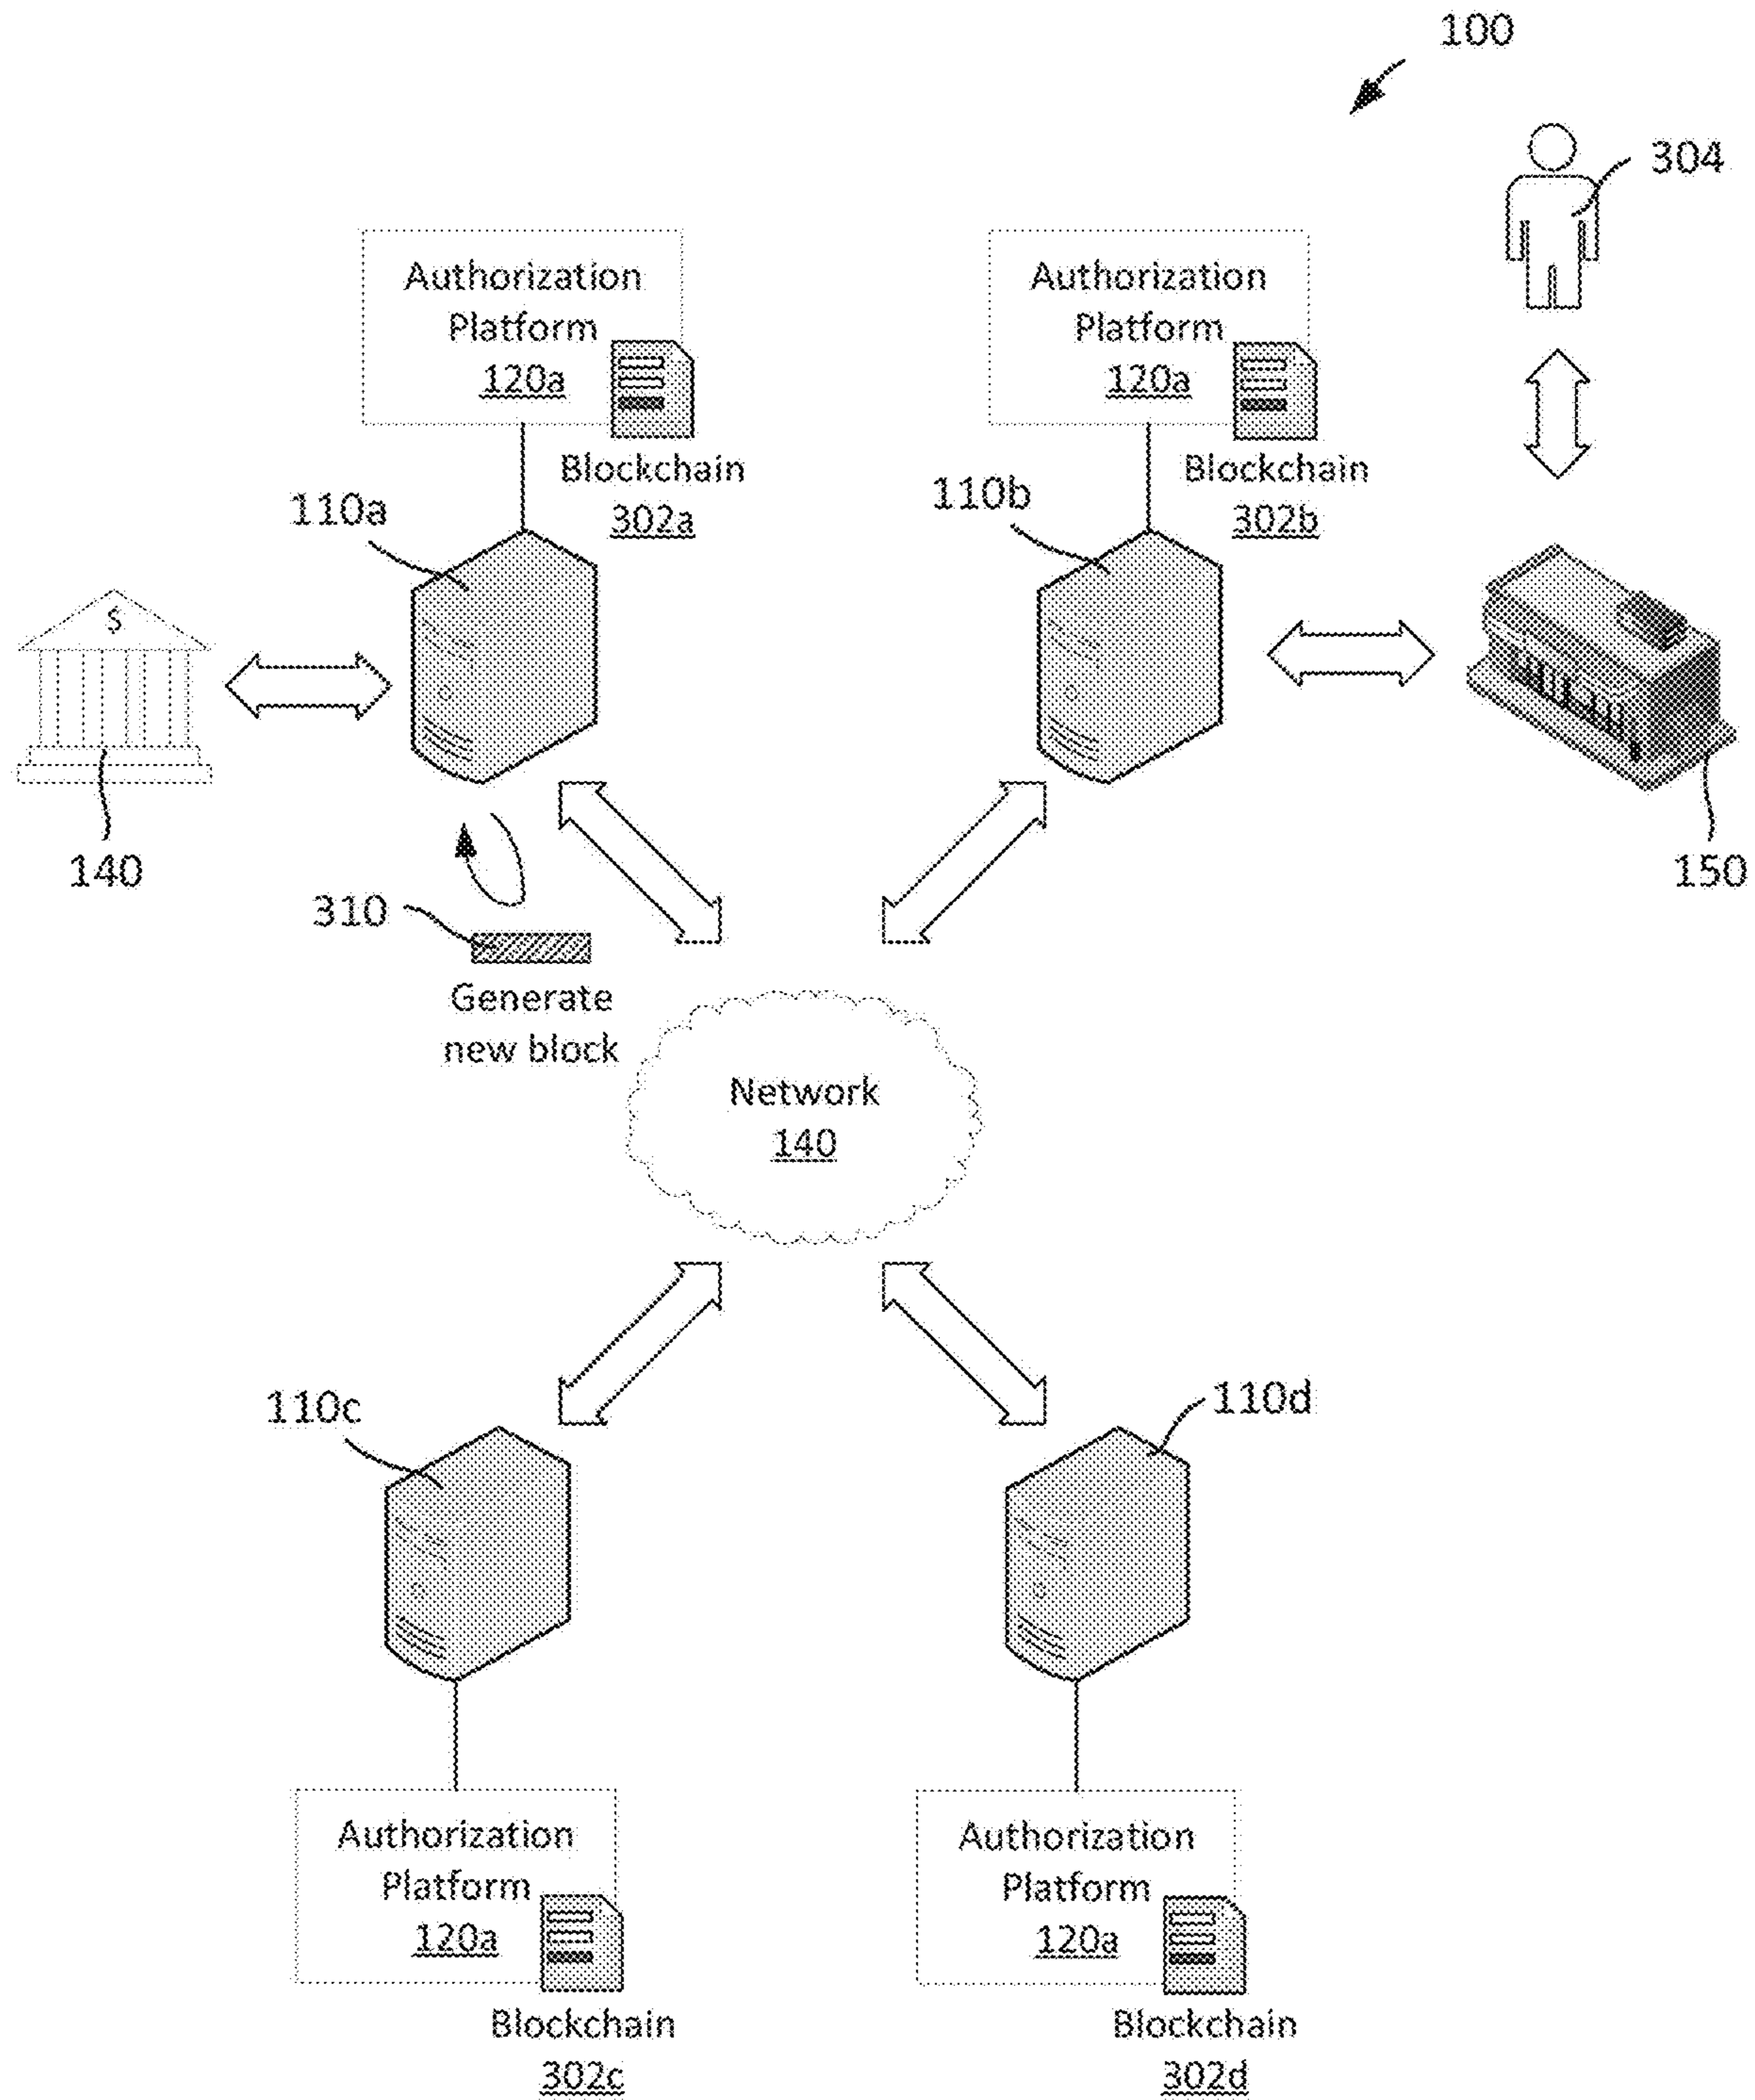 100
304
Authorization
Platform
120a
Blockchain
302a
Authorization
Platform
120a
Blockchain
302b
110a
110b
$
140
150
310
Generate
new block
Network
140
110c
110d
Authorization
Platform
120a
Blockchain
302c
Authorization
Platform
120a
Blockchain
302d